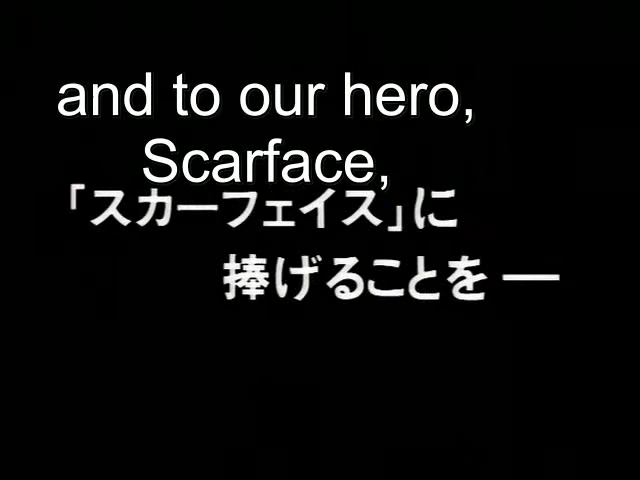 and to our hero,
Scarface,
「スカーフェイス」に
捧げることを ―